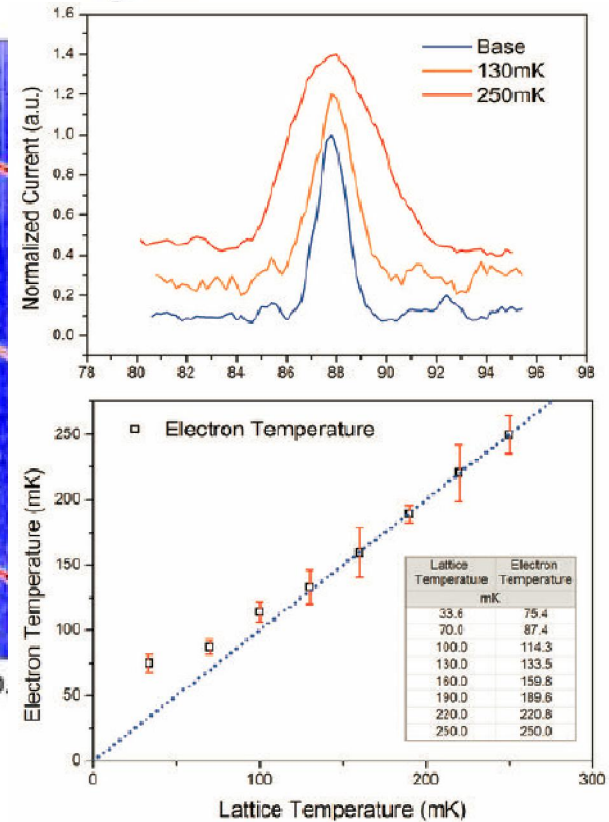 1.6
1.4
1.2
1.0
0.8
0.6
0.4
0.2
0.0
Normalized Current (a.u.)
Base
130mK
250mK
78 80 82 84 86 88 90 92 94 96 98
250
200
150
100
50
0
Electron Temperature (mK)
Electron Temperature
Lattice Temperature Electron Temperature
mK
33.6 75.4
70.0 87.4
100.0 114.3
130.0 133.5
160.0 159.8
190.0 189.6
220.0 220.8
250.0 250.0
0 100 200 300
Lattice Temperature (mK)